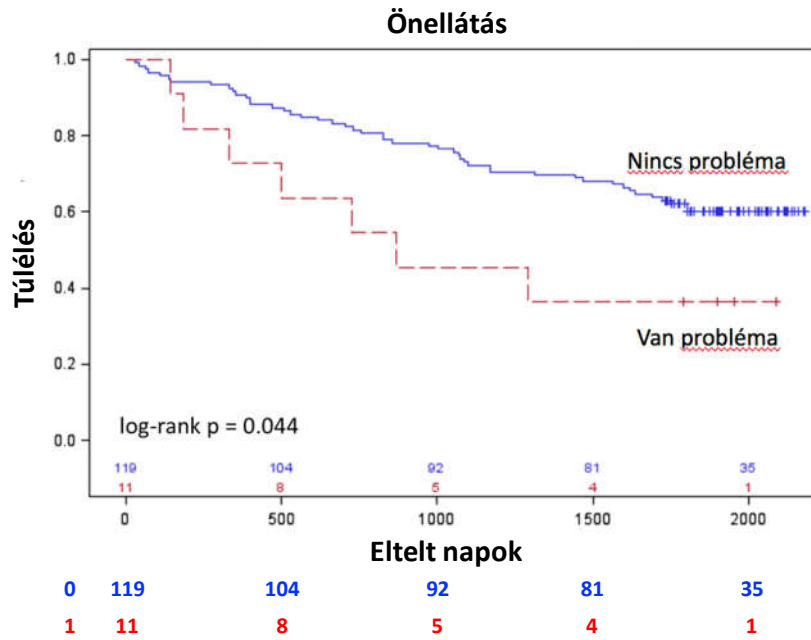 Önellátás
1.0
0.8
Nincs probléma
0.6
Túlélés
0.4
Van probléma
0.2
log-rank p = 0.044
0.0
119 104 92 81 35
11 8 5 4 1
0 500 1000 1500 2000
Eltelt napok
0 119 104 92 81 35
1 11 8 5 4 1